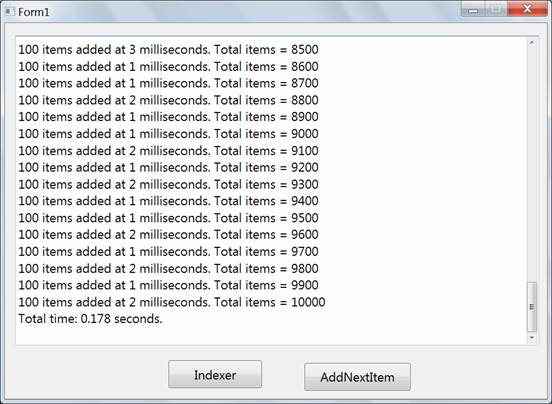 Form1
100 items added at 3 milliseconds. Total items = 8500
100 items added at 1 milliseconds. Total items = 8600
100 items added at 1 milliseconds. Total items = 8700
100 items added at 2 milliseconds. Total items = 8800
100 items added at 1 milliseconds. Total items = 8900
100 items added at 1 milliseconds. Total items = 9000
100 items added at 2 milliseconds. Total items = 9100
100 items added at 1 milliseconds. Total items = 9200
100 items added at 2 milliseconds. Total items = 9300
100 items added at 1 milliseconds. Total items = 9400
100 items added at 1 milliseconds. Total items = 9500
100 items added at 2 milliseconds. Total items = 9600
100 items added at 1 milliseconds. Total items = 9700
100 items added at 2 milliseconds. Total items = 9800
100 items added at 1 milliseconds. Total items = 9900
100 items added at 2 milliseconds. Total items = 10000
Total time: 0.178 seconds.
Indexer
AddNextItem